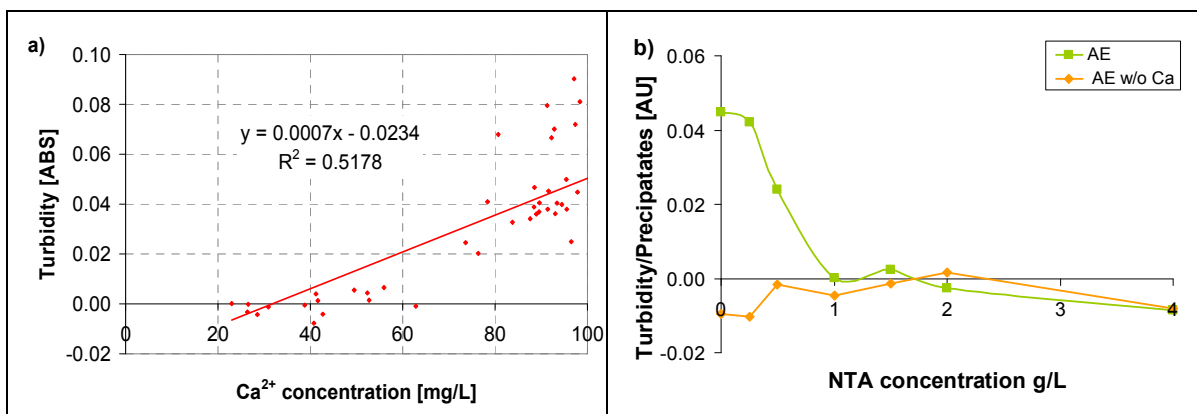 a)
0.10
0.08
0.06
0.04
0.02
0.00
-0.02
y = 0.0007x - 0.0234
R² = 0.5178
0 20 40 60 80 100
Turbidity [ABS]
Ca²⁺ concentration [mg/L]
b)
AE
AE w/o Ca
0.06
0.04
0.02
0.00
-0.02
0 1 2 3 4
Turbidity/Precipatates [AU]
NTA concentration g/L